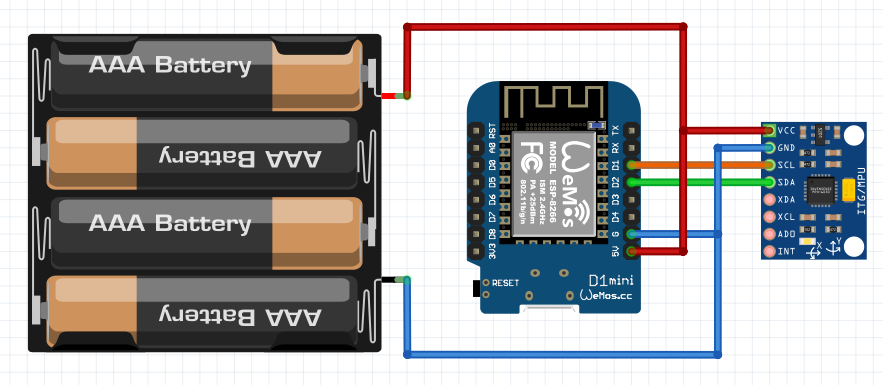 AAA Battery
AAA Battery
AAA Battery
AAA Battery
RST
A0
D0
D5
D6
D7
D8
3V3
TX
RX
D1
D2
D3
D4
G
5V
WeMos
MODEL ESP-8266
ISM 2.4GHz
PA +25dBm
802.11b/g/n
FC
RESET
D1mini
WeMos.cc
VCC
GND
SCL
SDA
XDA
XCL
ADO
INT
ITG/MPU
X
Y